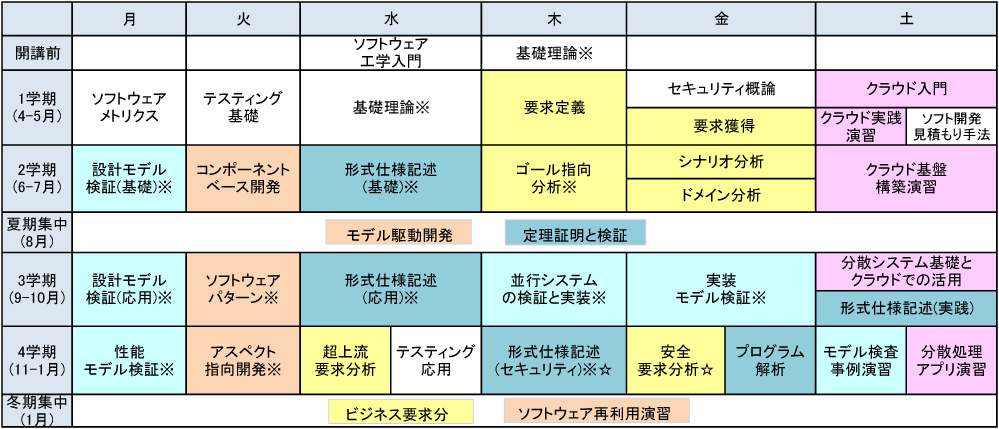 月 火 水 木 金 土
開講前
ソフトウェア
工学入門
基礎理論※
1学期
(4-5月)
ソフトウェア
メトリクス
テスティング
基礎
基礎理論※
要求定義
セキュリティ概論
要求獲得
クラウド入門
クラウド実践
演習
ソフト開発
見積もり手法
2学期
(6-7月)
設計モデル
検証(基礎)※
コンポーネント
ベース開発
形式仕様記述
(基礎)※
ゴール指向
分析※
シナリオ分析
ドメイン分析
クラウド基盤
構築演習
夏期集中
(8月)
モデル駆動開発
定理証明と検証
3学期
(9-10月)
設計モデル
検証(応用)※
ソフトウェア
パターン※
形式仕様記述
(応用)※
並行システム
の検証と実装※
実装
モデル検証※
分散システム基礎と
クラウドでの活用
形式仕様記述(実践)
4学期
(11-1月)
性能
モデル検証※
アスペクト
指向開発※
超上流
要求分析
テスティング
応用
形式仕様記述
(セキュリティ)※☆
安全
要求分析☆
プログラム
解析
モデル検査
事例演習
分散処理
アプリ演習
冬期集中
(1月)
ビジネス要求分
ソフトウェア再利用演習